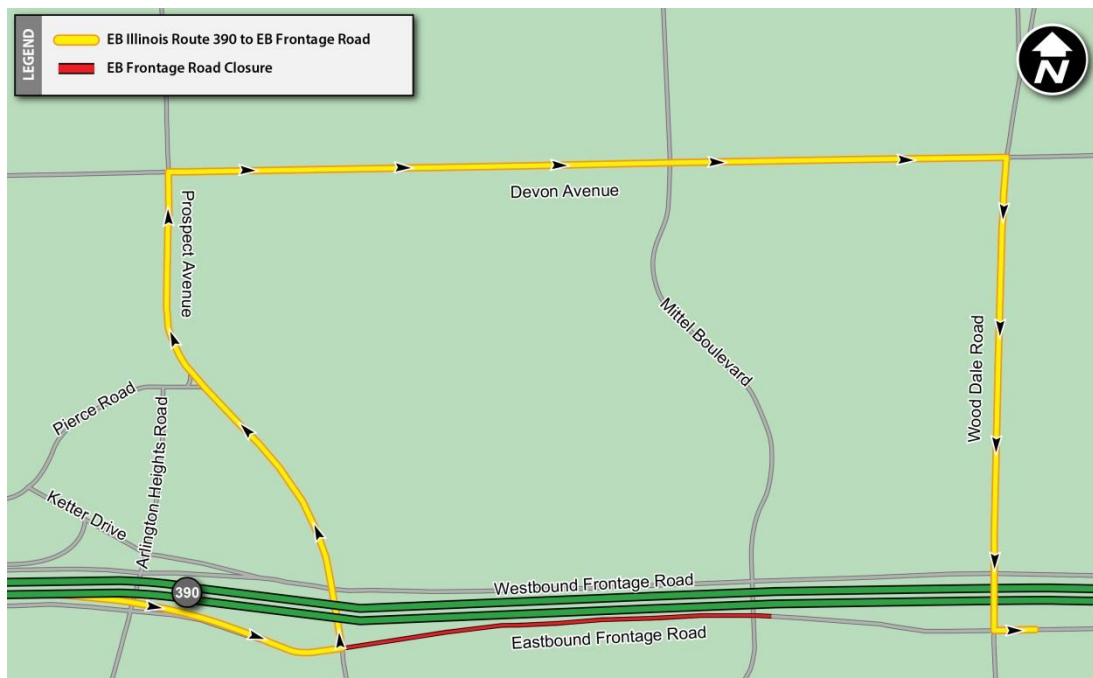 LEGEND
EB Illinois Route 390 to EB Frontage Road
EB Frontage Road Closure
N
Devon Avenue
Prospect Avenue
Mittel Boulevard
Wood Dale Road
Pierce Road
Arlington Heights Road
Ketter Drive
390
Westbound Frontage Road
Eastbound Frontage Road